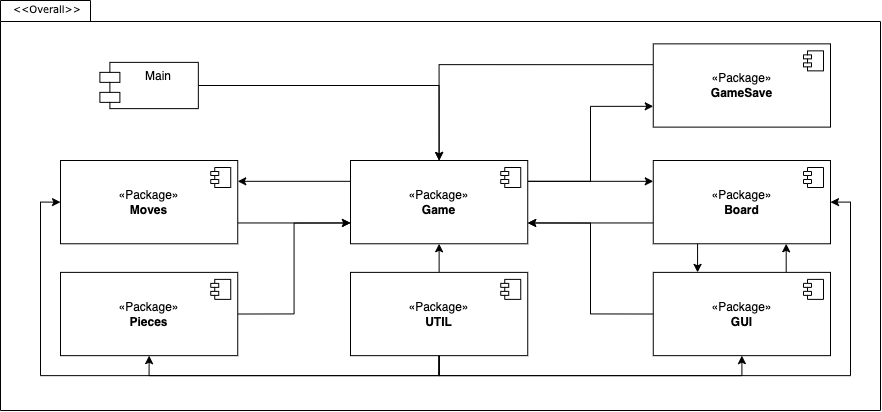 <<Overall>>
Main
«Package»
GameSave
«Package»
Moves
«Package»
Game
«Package»
Board
«Package»
Pieces
«Package»
UTIL
«Package»
GUI